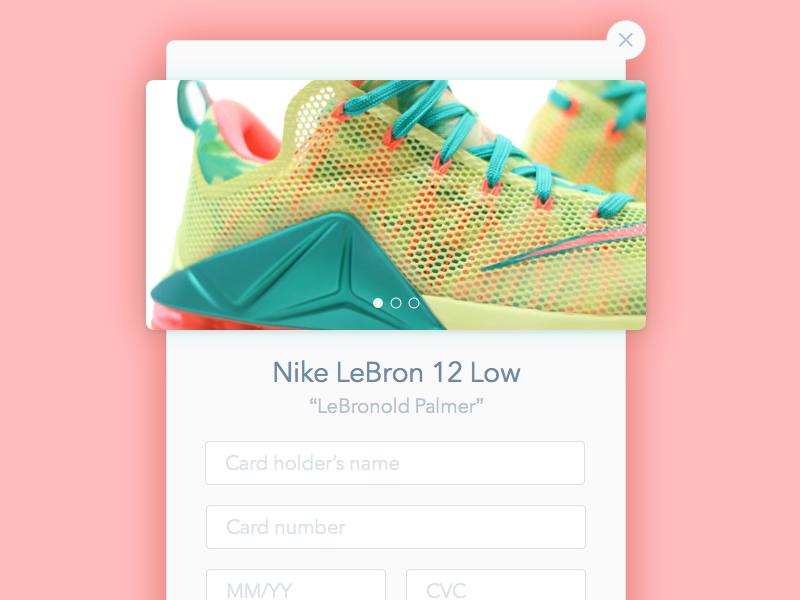 Nike LeBron 12 Low
“LeBronold Palmer”
Card holder’s name
Card number
MM/YY CVC